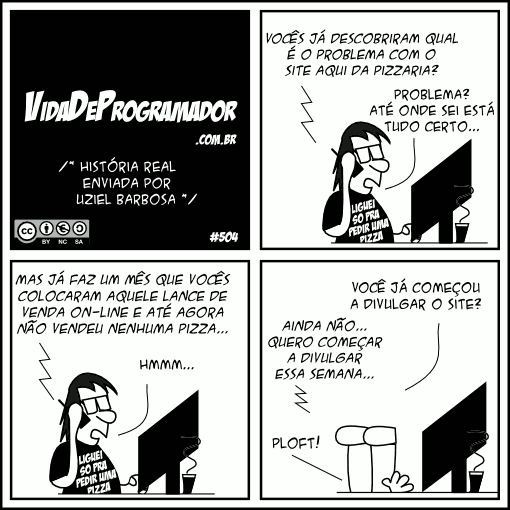 VIDADEPROGRAMADOR
.COM.BR
/* HISTÓRIA REAL
ENVIADA POR
UZIEL BARBOSA */
cc
BY NC SA
#504
VOCÊS JÁ DESCOBRIRAM QUAL
É O PROBLEMA COM O
SITE AQUI DA PIZZARIA?
PROBLEMA?
ATÉ ONDE SEI ESTÁ
TUDO CERTO...
LIGUEI
SÓ PRA
PEDIR UMA
PIZZA
MAS JÁ FAZ UM MÊS QUE VOCÊS
COLOCARAM AQUELE LANCE DE
VENDA ON-LINE E ATÉ AGORA
NÃO VENDEU NENHUMA PIZZA...
HMMM...
LIGUEI
SÓ PRA
PEDIR UMA
PIZZA
VOCÊ JÁ COMEÇOU
A DIVULGAR O SITE?
AINDA NÃO...
QUERO COMEÇAR
A DIVULGAR
ESSA SEMANA...
PLOFT!